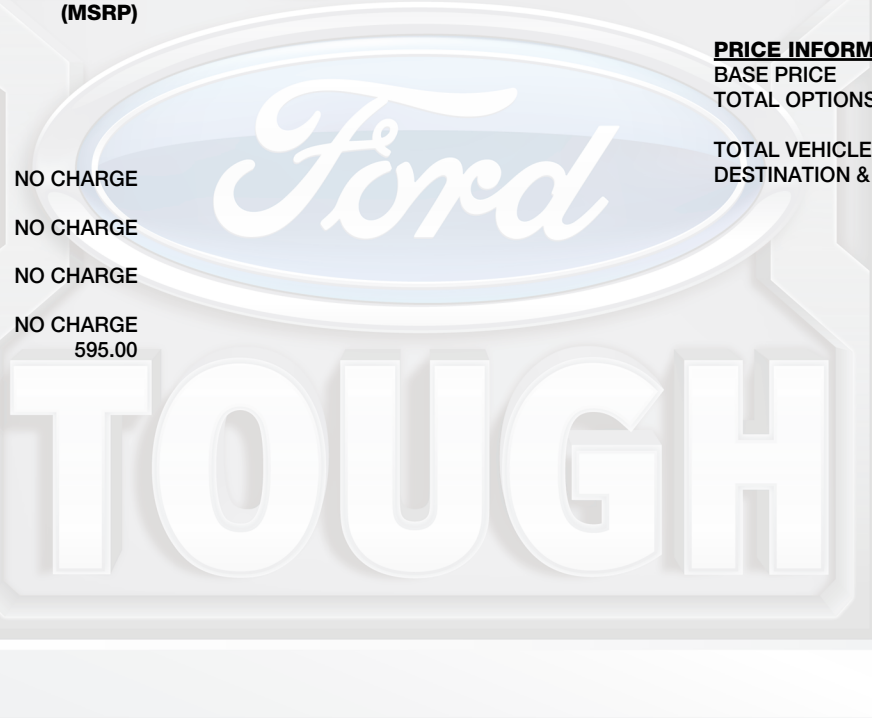 (MSRP)
NO CHARGE
NO CHARGE
NO CHARGE
NO CHARGE
595.00
PRICE INFORM
BASE PRICE
TOTAL OPTIONS
TOTAL VEHICLE
DESTINATION &
Ford
TOUGH